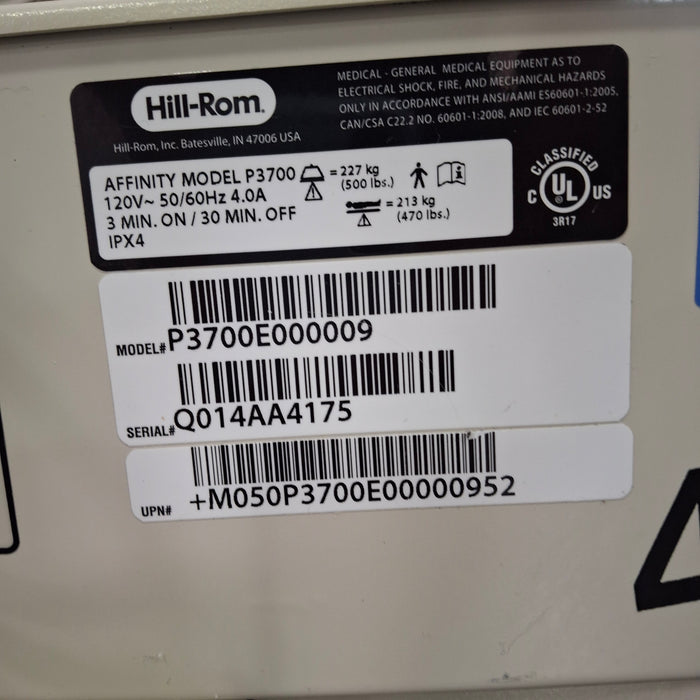 Hill-Rom®
Hill-Rom, Inc. Batesville, IN 47006 USA
MEDICAL - GENERAL MEDICAL EQUIPMENT AS TO
ELECTRICAL SHOCK, FIRE, AND MECHANICAL HAZARDS
ONLY IN ACCORDANCE WITH ANSI/AAMI ES60601-1:2005,
CAN/CSA C22.2 NO. 60601-1:2008, AND IEC 60601-2-52
AFFINITY MODEL P3700
120V~ 50/60Hz 4.0A
3 MIN. ON / 30 MIN. OFF
IPX4
= 227 kg
(500 lbs.)
= 213 kg
(470 lbs.)
CLASSIFIED
C UL® US
3R17
MODEL# P3700E000009
SERIAL# Q014AA4175
UPN# +M050P3700E00000952
4